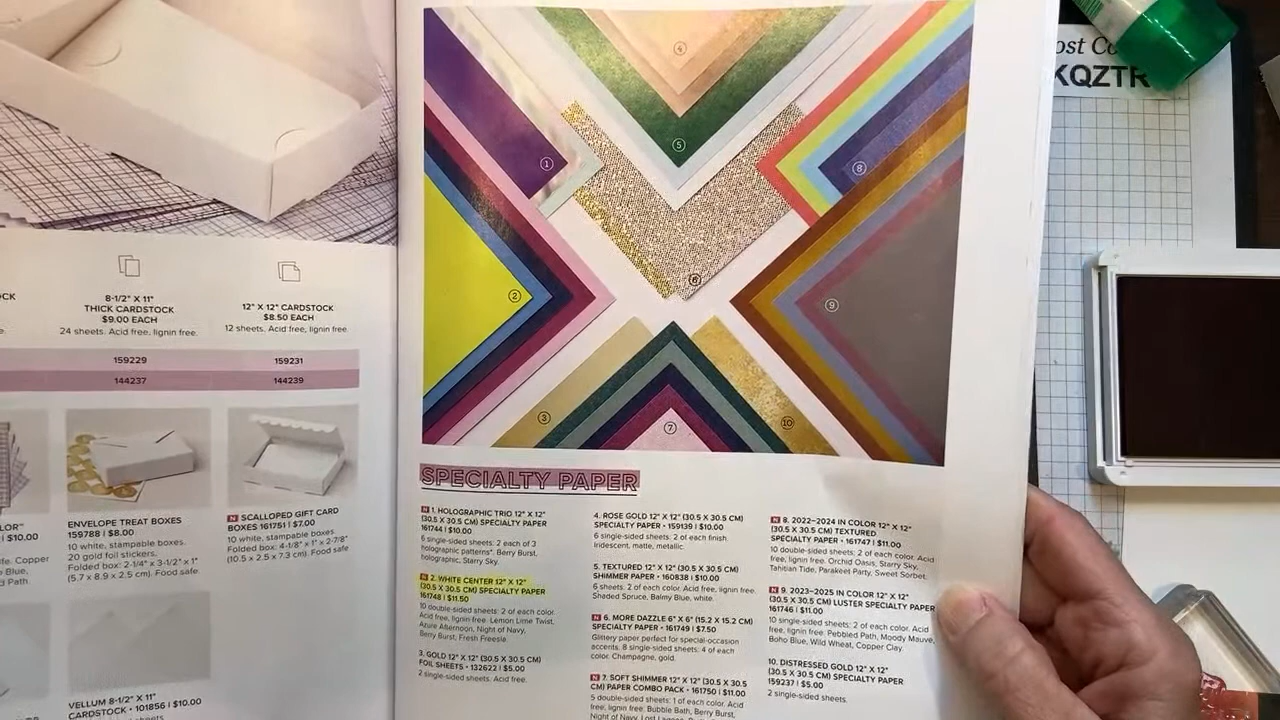 8-1/2" X 11"
THICK CARDSTOCK
$9.00 EACH
24 sheets. Acid free, lignin free.
12" X 12" CARDSTOCK
$8.50 EACH
12 sheets. Acid free, lignin free.
159229 159231
144237 144239
ENVELOPE TREAT BOXES
159788 | $8.00
10 white, stampable boxes.
20 gold foil stickers.
Folded box: 2-1/4" x 3-1/2" x 1"
(5.7 x 8.9 x 2.5 cm). Food safe.
N SCALLOPED GIFT CARD
BOXES 161751 | $7.00
10 white, stampable boxes.
Folded box: 4-1/8" x 1" x 2-7/8"
(10.5 x 2.5 x 7.3 cm). Food safe
| $10.00
VELLUM 8-1/2" X 11"
CARDSTOCK • 101856 | $10.00
1
2
3
4
5
6
7
8
9
10
SPECIALTY PAPER
N 1. HOLOGRAPHIC TRIO 12" X 12"
(30.5 X 30.5 CM) SPECIALTY PAPER
161744 | $10.00
6 single-sided sheets: 2 each of 3
holographic patterns*. Berry Burst,
holographic, Starry Sky.
N 2. WHITE CENTER 12" X 12"
(30.5 X 30.5 CM) SPECIALTY PAPER
161748 | $11.50
10 double-sided sheets: 2 of each color.
Acid free, lignin free. Lemon Lime Twist,
Azure Afternoon, Night of Navy,
Berry Burst, Fresh Freesia.
3. GOLD 12" X 12" (30.5 X 30.5 CM)
FOIL SHEETS • 132622 | $5.00
2 single-sided sheets. Acid free.
4. ROSE GOLD 12" X 12" (30.5 X 30.5 CM)
SPECIALTY PAPER • 159139 | $10.00
6 single-sided sheets: 2 of each finish.
Iridescent, matte, metallic.
5. TEXTURED 12" X 12" (30.5 X 30.5 CM)
SHIMMER PAPER • 160838 | $10.00
6 sheets: 2 of each color. Acid free, lignin free.
Shaded Spruce, Balmy Blue, white.
N 6. MORE DAZZLE 6" X 6" (15.2 X 15.2 CM)
SPECIALTY PAPER • 161749 | $7.50
Glittery paper perfect for special-occasion
accents. 8 single-sided sheets: 4 of each
color. Champagne, gold.
N 7. SOFT SHIMMER 12" X 12" (30.5 X 30.5
CM) PAPER COMBO PACK • 161750 | $11.00
5 double-sided sheets: 1 of each color. Acid
free, lignin free. Bubble Bath, Berry Burst,
Night of Navy, Lost Lagoon,
N 8. 2022–2024 IN COLOR 12" X 12"
(30.5 X 30.5 CM) TEXTURED
SPECIALTY PAPER • 161747 | $11.00
10 double-sided sheets: 2 of each color. Acid
free, lignin free. Orchid Oasis, Starry Sky,
Tahitian Tide, Parakeet Party, Sweet Sorbet.
N 9. 2023–2025 IN COLOR 12" X 12"
(30.5 X 30.5 CM) LUSTER SPECIALTY PAPER
161746 | $11.00
10 single-sided sheets: 2 of each color. Acid
free, lignin free. Pebbled Path, Moody Mauve,
Boho Blue, Wild Wheat, Copper Clay.
10. DISTRESSED GOLD 12" X 12"
(30.5 X 30.5 CM) SPECIALTY PAPER
159237 | $5.00
2 single-sided sheets.
KQZTR